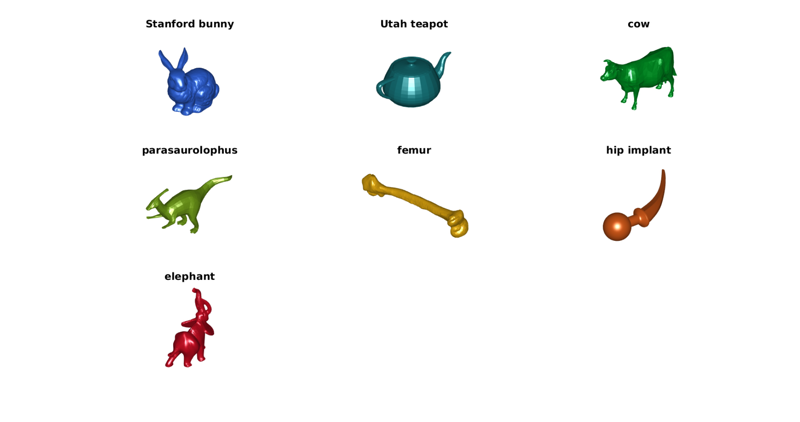 Stanford bunny
Utah teapot
cow
parasaurolophus
femur
hip implant
elephant